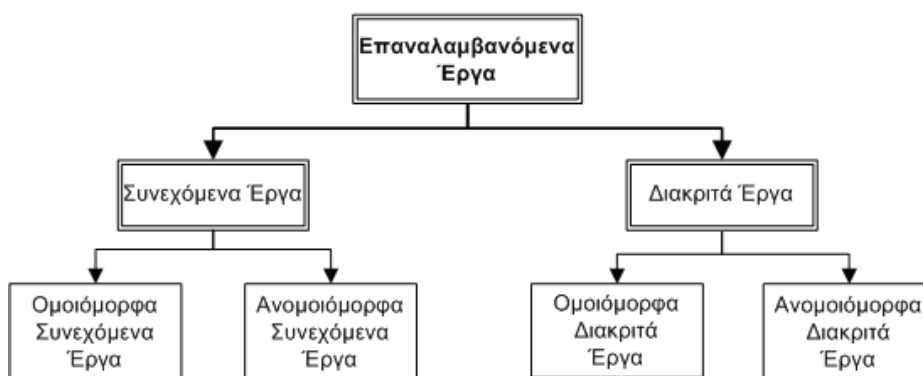 Επαναλαμβανόμενα
Έργα
Συνεχόμενα Έργα
Διακριτά Έργα
Ομοιόμορφα
Συνεχόμενα
Έργα
Ανομοιόμορφα
Συνεχόμενα
Έργα
Ομοιόμορφα
Διακριτά
Έργα
Ανομοιόμορφα
Διακριτά
Έργα